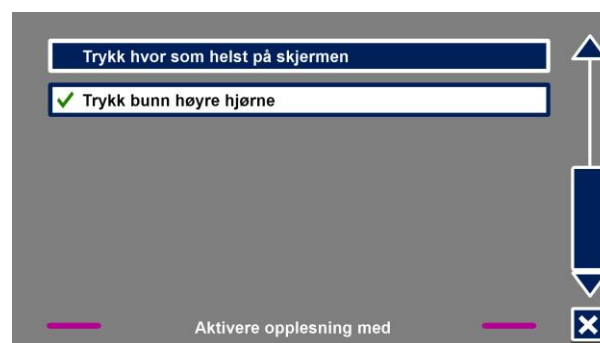 Trykk hvor som helst på skjermen
Trykk bunn høyre hjørne
Aktivere opplesning med